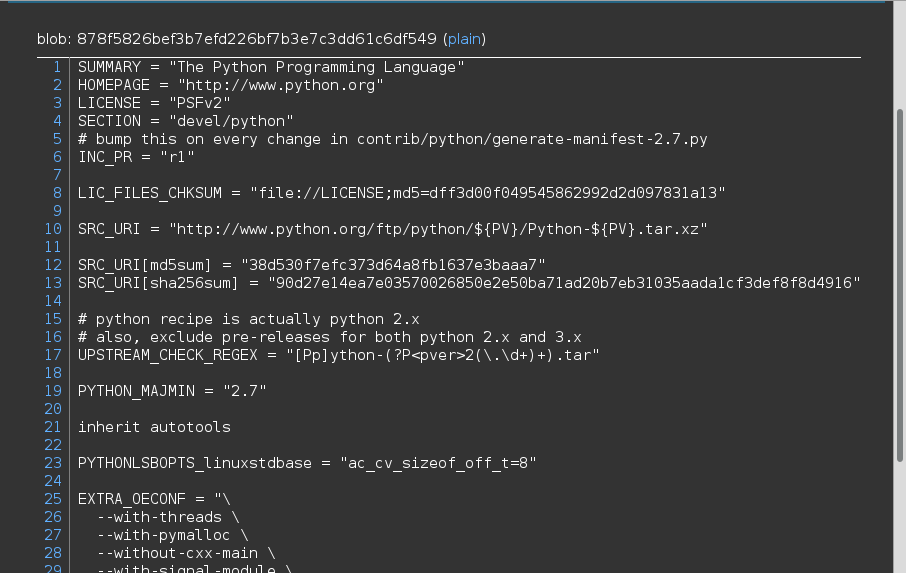 blob: 878f5826bef3b7efd226bf7b3e7c3dd61c6df549 (plain)
1 SUMMARY = "The Python Programming Language"
2 HOMEPAGE = "http://www.python.org"
3 LICENSE = "PSFv2"
4 SECTION = "devel/python"
5 # bump this on every change in contrib/python/generate-manifest-2.7.py
6 INC_PR = "r1"
7
8 LIC_FILES_CHKSUM = "file://LICENSE;md5=dff3d00f049545862992d2d097831a13"
9
10 SRC_URI = "http://www.python.org/ftp/python/${PV}/Python-${PV}.tar.xz"
11
12 SRC_URI[md5sum] = "38d530f7efc373d64a8fb1637e3baaa7"
13 SRC_URI[sha256sum] = "90d27e14ea7e03570026850e2e50ba71ad20b7eb31035aada1cf3def8f8d4916"
14
15 # python recipe is actually python 2.x
16 # also, exclude pre-releases for both python 2.x and 3.x
17 UPSTREAM_CHECK_REGEX = "[Pp]ython-(?P<pver>2(\.\d+)+).tar"
18
19 PYTHON_MAJMIN = "2.7"
20
21 inherit autotools
22
23 PYTHONLSBOPTS_linuxstdbase = "ac_cv_sizeof_off_t=8"
24
25 EXTRA_OECONF = "\
26   --with-threads \
27   --with-pymalloc \
28   --without-cxx-main \
29   --with-signal-module \